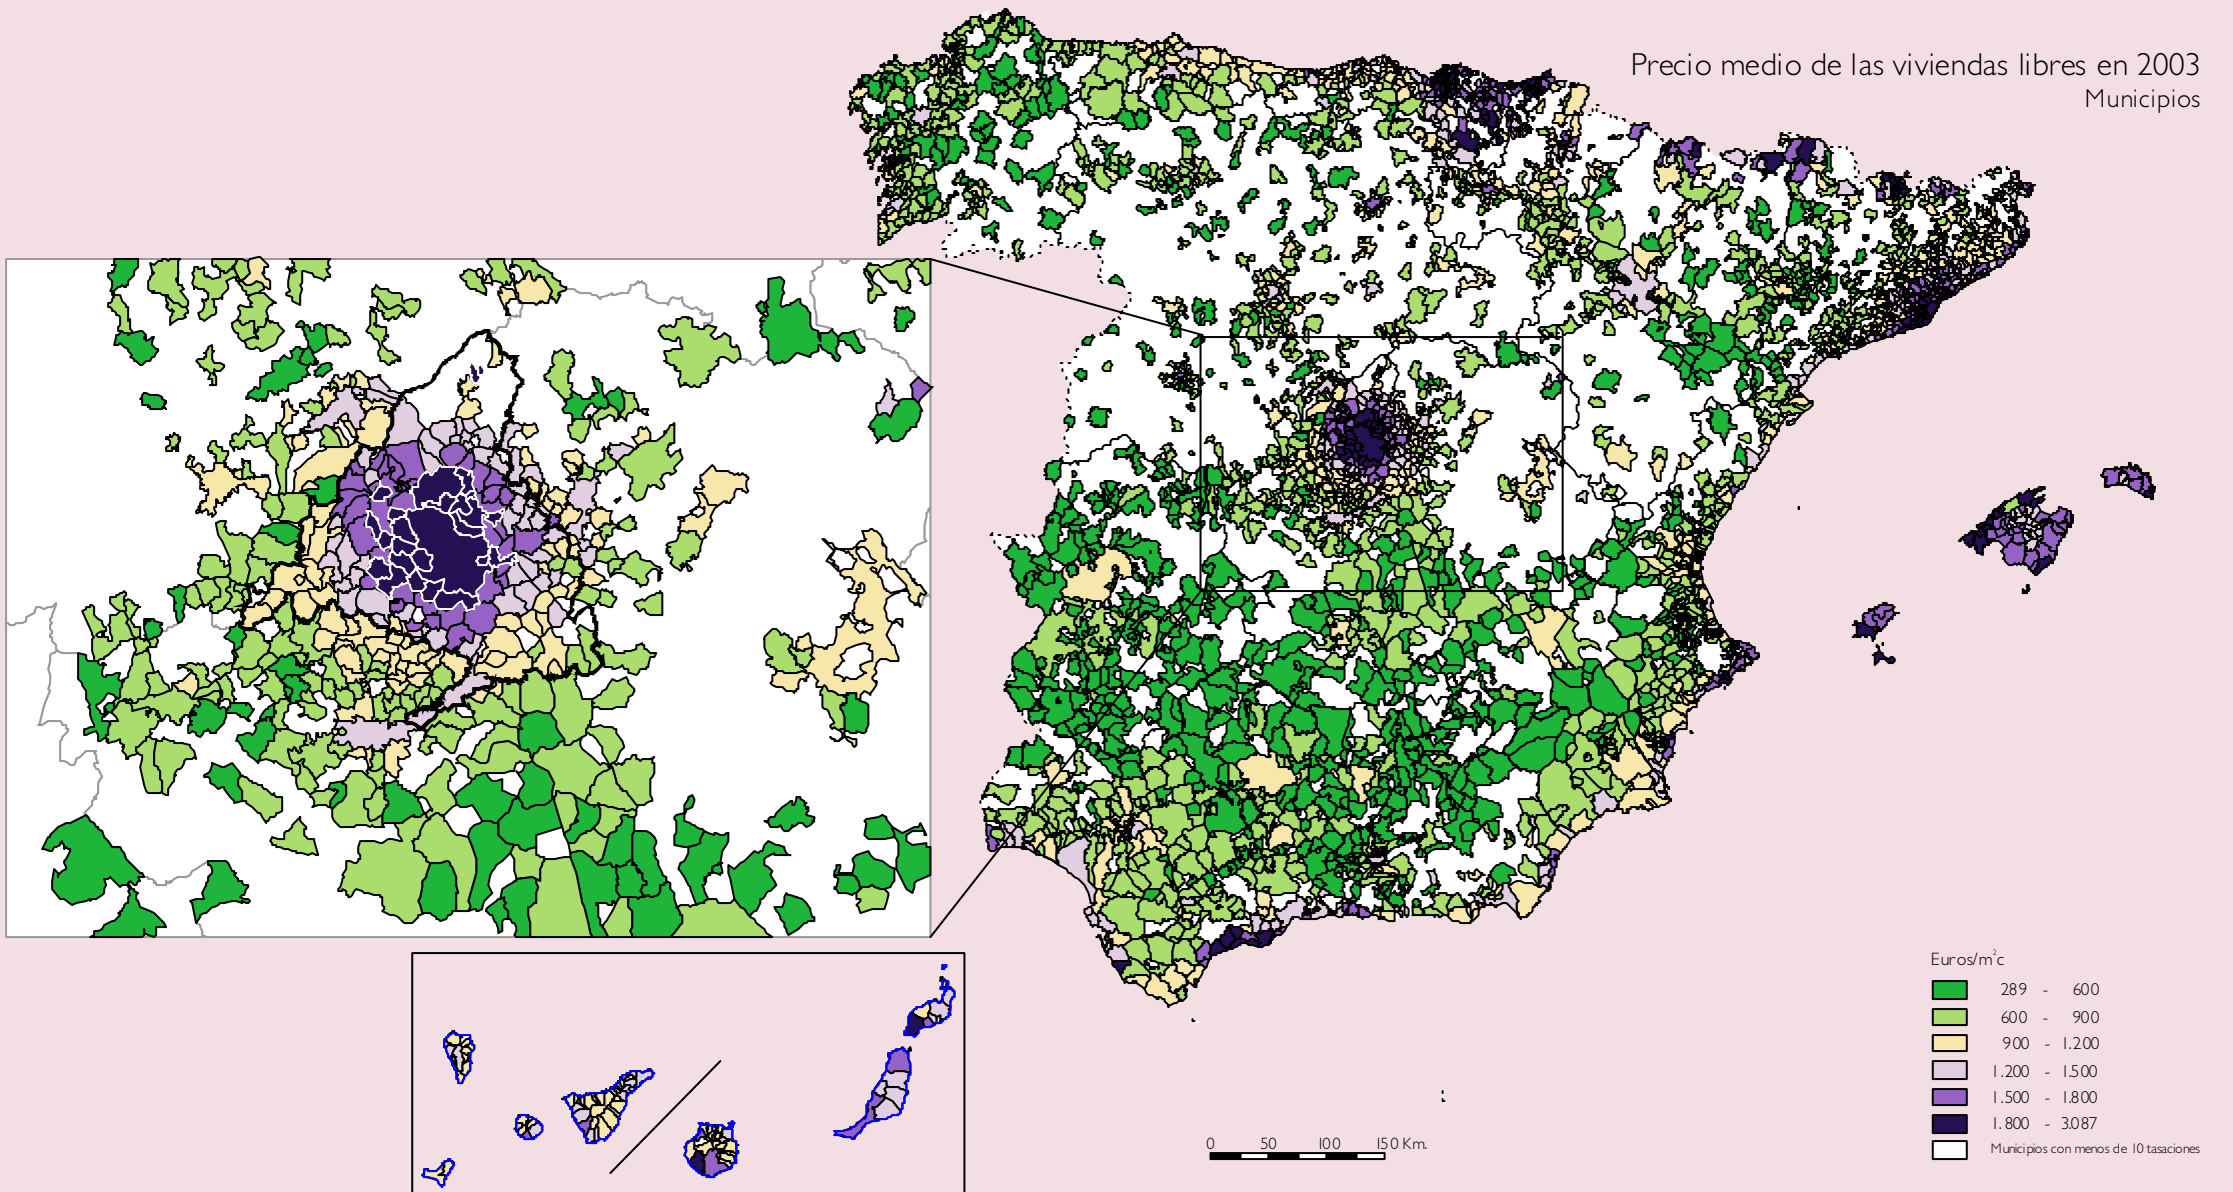 Precio medio de las viviendas libres en 2003
Municipios
Euros/m²c
289 - 600
600 - 900
900 - 1.200
1.200 - 1.500
1.500 - 1.800
1.800 - 3.087
Municipios con menos de 10 tasaciones
0 50 100 150 Km.